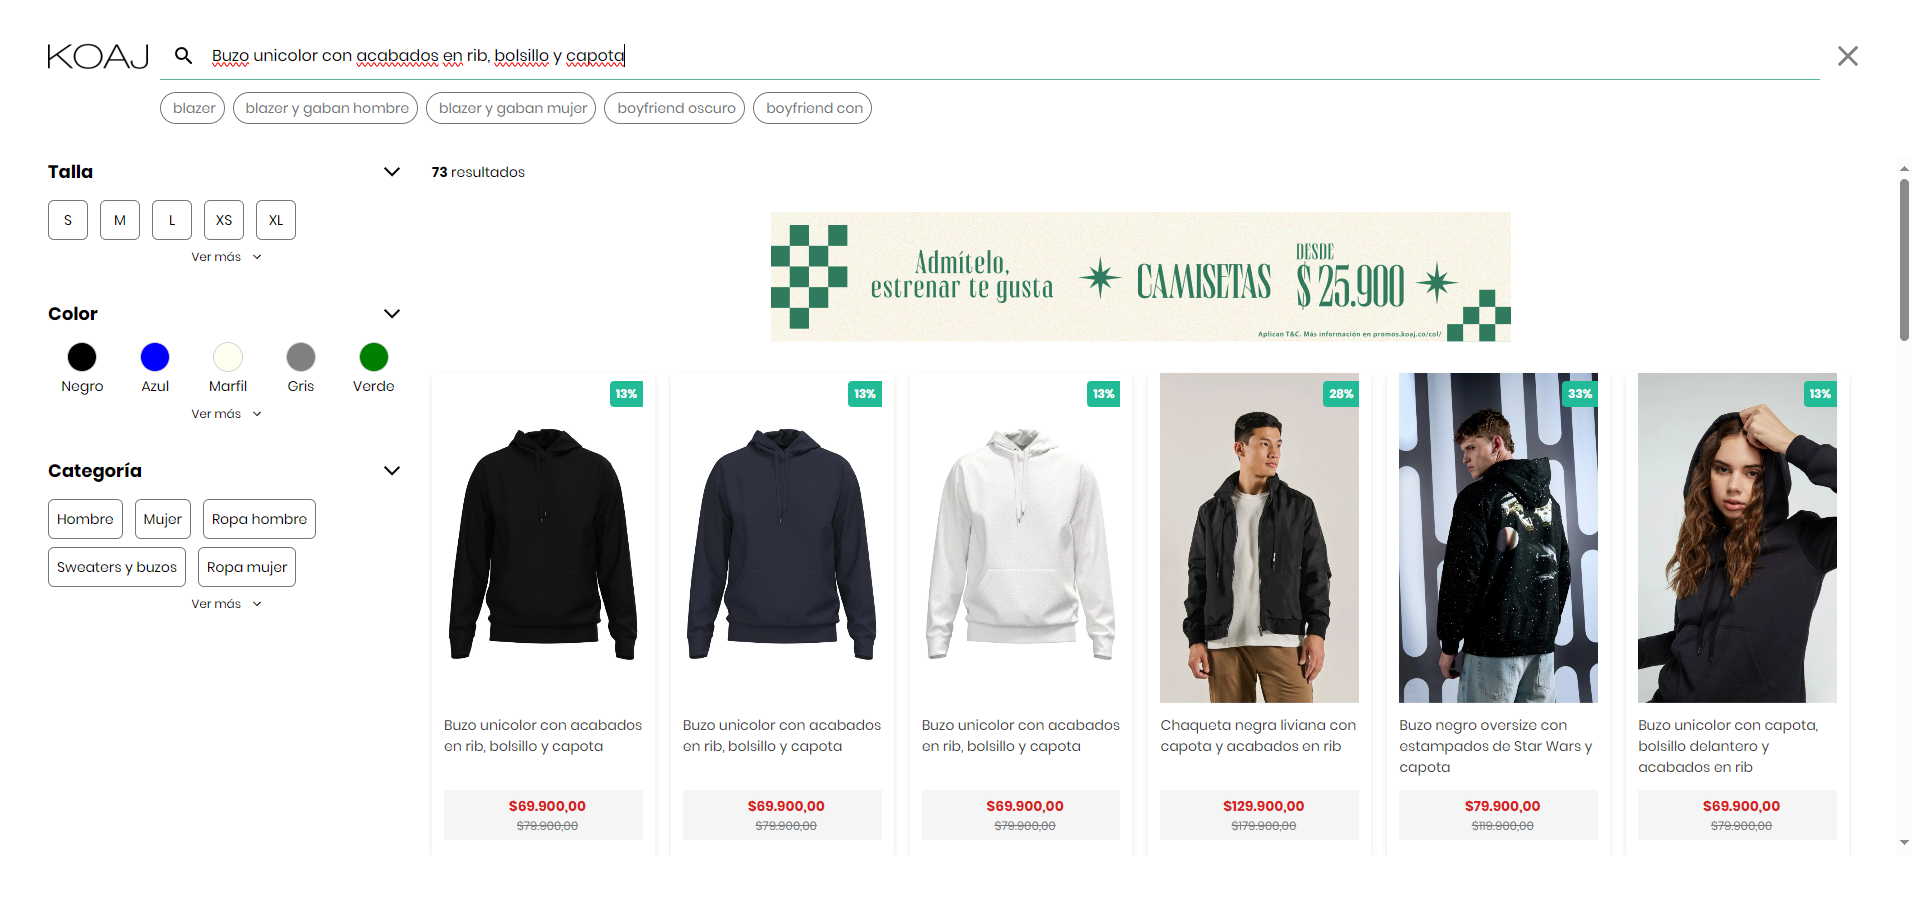 KOAJ
Buzo unicolor con acabados en rib, bolsillo y capota
blazer
blazer y gaban hombre
blazer y gaban mujer
boyfriend oscuro
boyfriend con
Talla
S
M
L
XS
XL
Ver más
Color
Negro
Azul
Marfil
Gris
Verde
Ver más
Categoría
Hombre
Mujer
Ropa hombre
Sweaters y buzos
Ropa mujer
Ver más
73 resultados
Admítelo,
estrenar te gusta
CAMISETAS
DESDE
$ 25.900
Aplican T&C. Más información en promos.koaj.co/col/
13%
Buzo unicolor con acabados
en rib, bolsillo y capota
$69.900,00
$79.900,00
13%
Buzo unicolor con acabados
en rib, bolsillo y capota
$69.900,00
$79.900,00
13%
Buzo unicolor con acabados
en rib, bolsillo y capota
$69.900,00
$79.900,00
28%
Chaqueta negra liviana con
capota y acabados en rib
$129.900,00
$179.900,00
33%
Buzo negro oversize con
estampados de Star Wars y
capota
$79.900,00
$119.900,00
13%
Buzo unicolor con capota,
bolsillo delantero y
acabados en rib
$69.900,00
$79.900,00